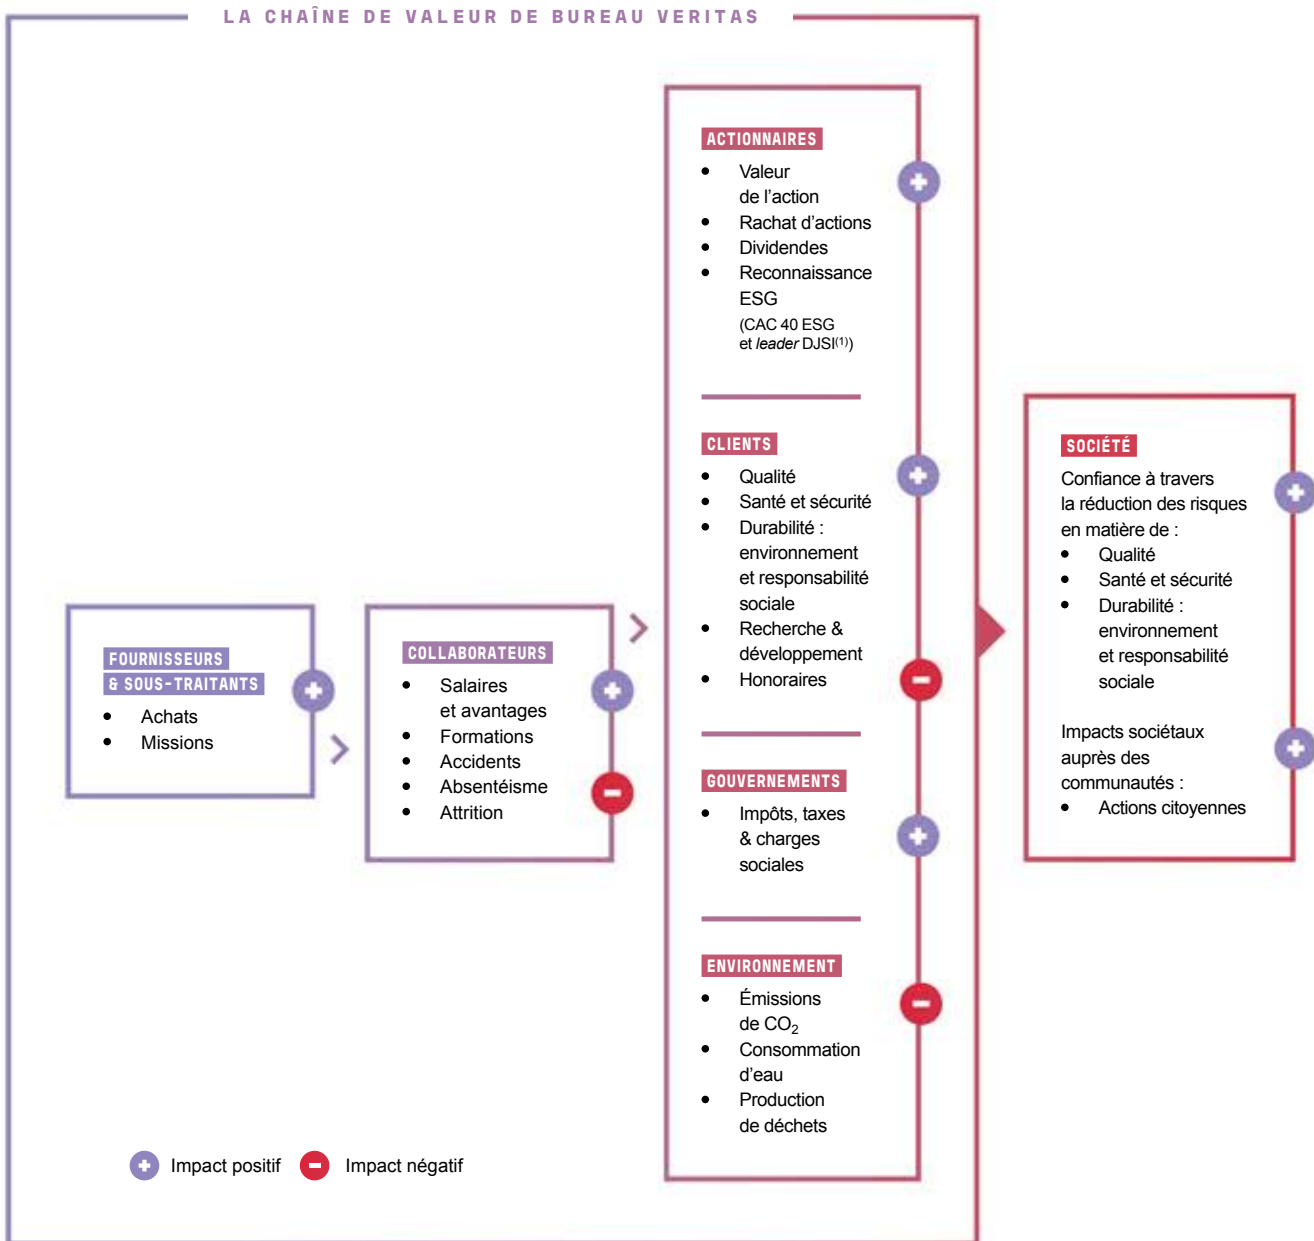 LA CHAÎNE DE VALEUR DE BUREAU VERITAS
FOURNISSEURS
& SOUS-TRAITANTS
• Achats
• Missions
COLLABORATEURS
• Salaires
et avantages
• Formations
• Accidents
• Absentéisme
• Attrition
ACTIONNAIRES
• Valeur
de l’action
• Rachat d’actions
• Dividendes
• Reconnaissance
ESG
(CAC 40 ESG
et leader DJSI(1))
CLIENTS
• Qualité
• Santé et sécurité
• Durabilité :
environnement
et responsabilité
sociale
• Recherche &
développement
• Honoraires
GOUVERNEMENTS
• Impôts, taxes
& charges
sociales
ENVIRONNEMENT
• Émissions
de CO2
• Consommation
d’eau
• Production
de déchets
SOCIÉTÉ
Confiance à travers
la réduction des risques
en matière de :
• Qualité
• Santé et sécurité
• Durabilité :
environnement
et responsabilité
sociale
Impacts sociétaux
auprès des
communautés :
• Actions citoyennes
+ Impact positif - Impact négatif